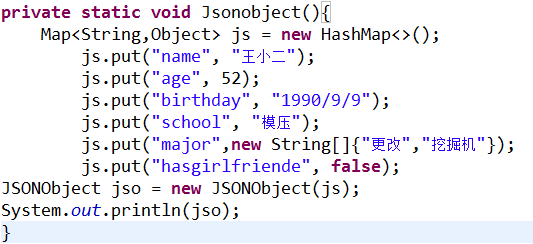 private static void Jsonobject(){
Map<String,Object> js = new HashMap<>();
js.put("name", "王小二");
js.put("age", 52);
js.put("birthday", "1990/9/9");
js.put("school", "模压");
js.put("major",new String[]{"更改","挖掘机"});
js.put("hasgirlfriende", false);
JSONObject jso = new JSONObject(js);
System.out.println(jso);
}